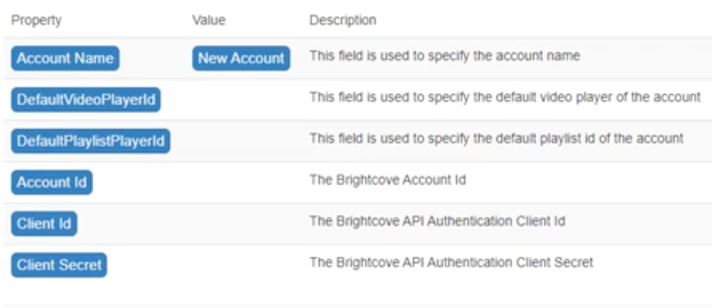 Property Value Description
Account Name New Account This field is used to specify the account name
DefaultVideoPlayerId This field is used to specify the default video player of the account
DefaultPlaylistPlayerId This field is used to specify the default playlist id of the account
Account Id The Brightcove Account Id
Client Id The Brightcove API Authentication Client Id
Client Secret The Brightcove API Authentication Client Secret